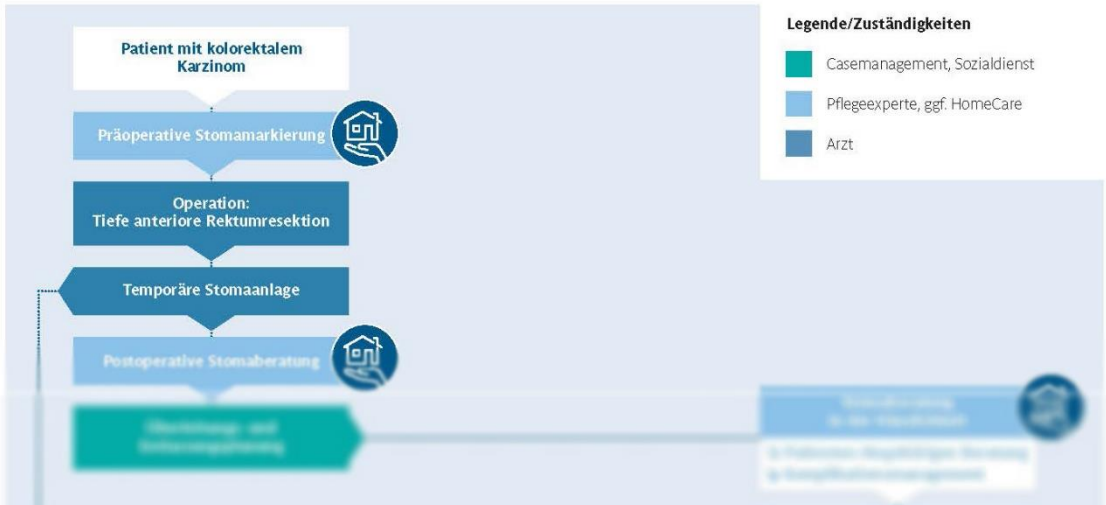 Patient mit kolorektalem
Karzinom
Präoperative Stomamarkierung
Operation:
Tiefe anteriore Rektumresektion
Temporäre Stomaanlage
Postoperative Stomaberatung
Legende/Zuständigkeiten
Casemanagement, Sozialdienst
Pflegeexperte, ggf. HomeCare
Arzt